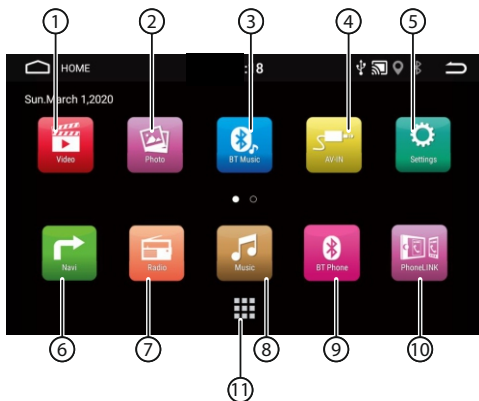 1 2 3 4 5
HOME : 8
Sun.March 1,2020
Video Photo BT Music AV-IN Settings
Navi Radio Music BT Phone PhoneLINK
6 7 8 9 10
11